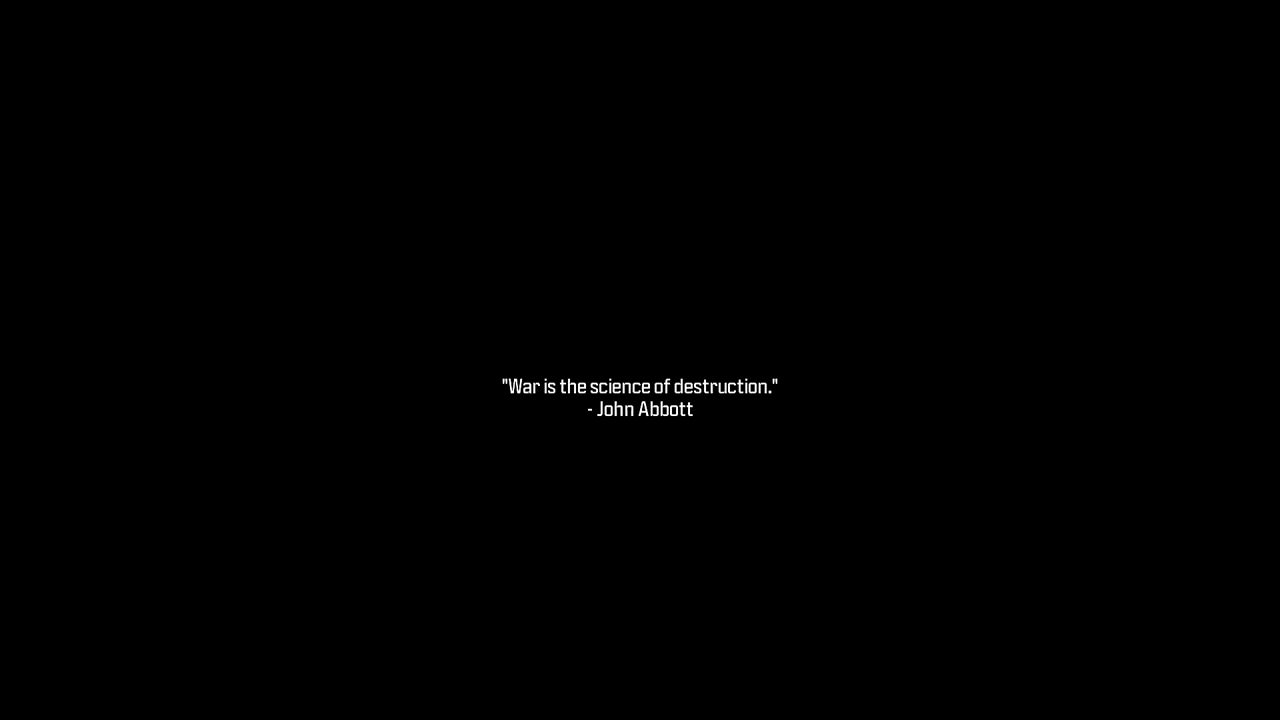 "War is the science of destruction."
- John Abbott